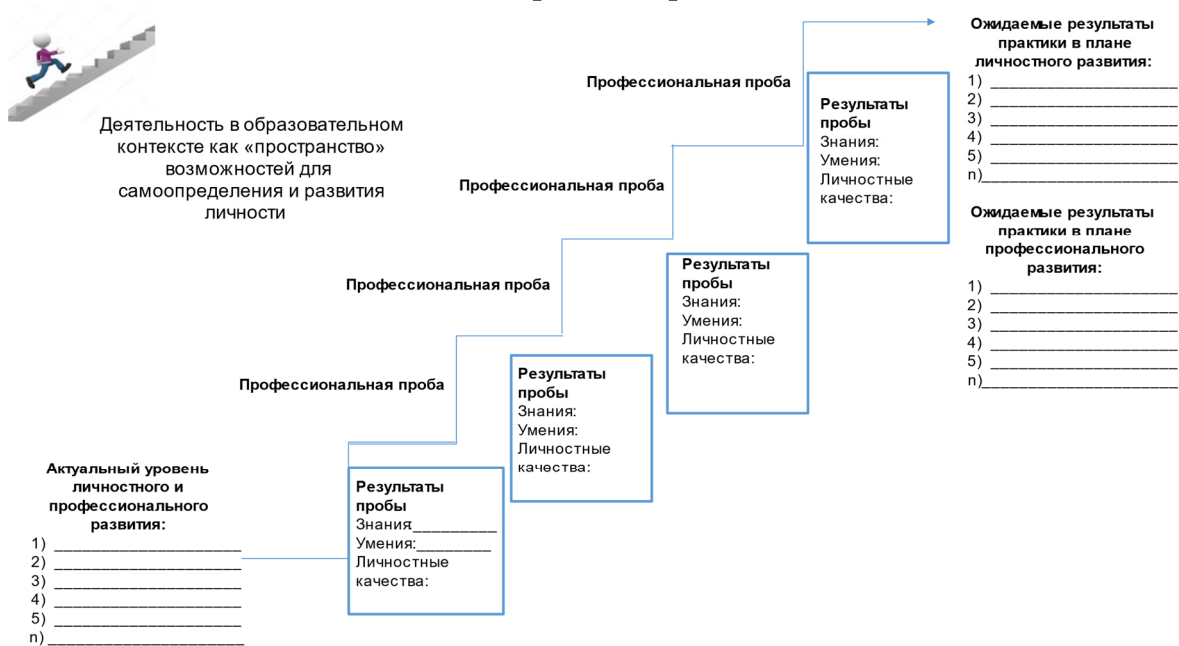 Деятельность в образовательном
контексте как «пространство»
возможностей для
самоопределения и развития
личности
Актуальный уровень
личностного и
профессионального
развития:
1) ____________________
2) ____________________
3) ____________________
4) ____________________
5) ____________________
n) _____________________
Профессиональная проба
Результаты
пробы
Знания:_________
Умения:________
Личностные
качества:
Профессиональная проба
Результаты
пробы
Знания:
Умения:
Личностные
качества:
Профессиональная проба
Результаты
пробы
Знания:
Умения:
Личностные
качества:
Профессиональная проба
Результаты
пробы
Знания:
Умения:
Личностные
качества:
Ожидаемые результаты
практики в плане
личностного развития:
1) ____________________
2) ____________________
3) ____________________
4) ____________________
5) ____________________
n)_____________________
Ожидаемые результаты
практики в плане
профессионального
развития:
1) ____________________
2) ____________________
3) ____________________
4) ____________________
5) ____________________
n)_____________________